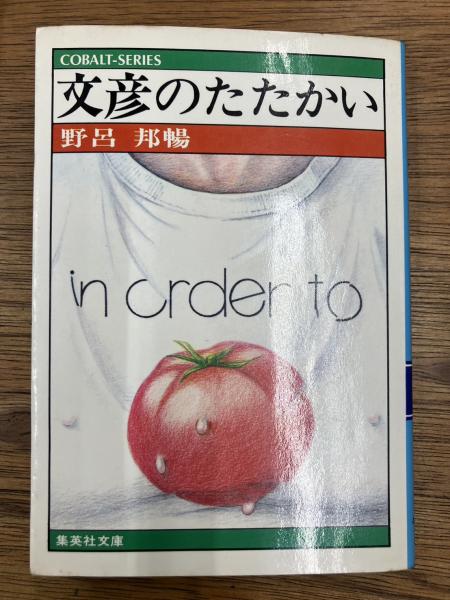 COBALT-SERIES
文彦のたたかい
野呂 邦暢
in order to
集英社文庫